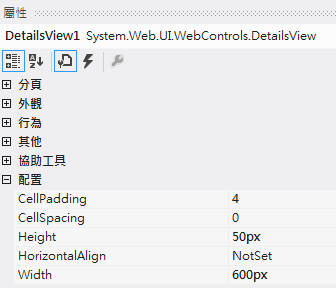 屬性
DetailsView1 System.Web.UI.WebControls.DetailsView
分頁
外觀
行為
其他
協助工具
配置
CellPadding 4
CellSpacing 0
Height 50px
HorizontalAlign NotSet
Width 600px